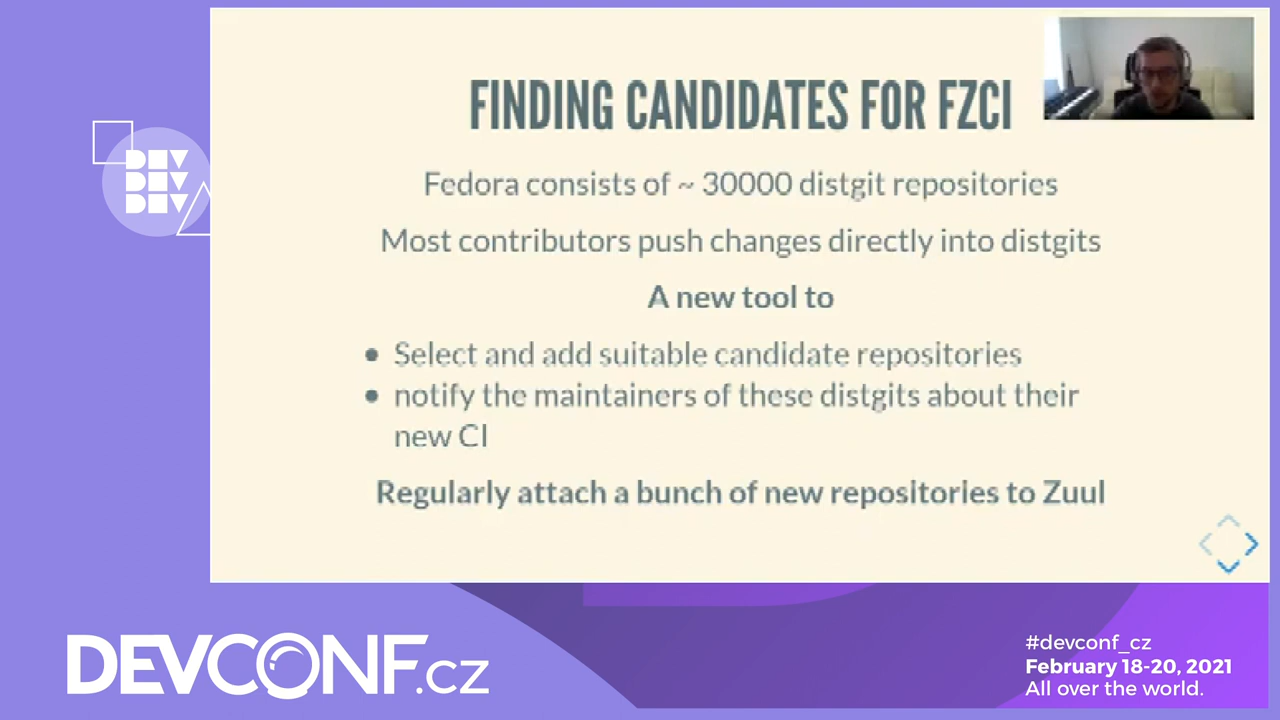 FINDING CANDIDATES FOR FZCI
Fedora consists of ~ 30000 distgit repositories
Most contributors push changes directly into distgits
A new tool to
• Select and add suitable candidate repositories
• notify the maintainers of these distgits about their
new CI
Regularly attach a bunch of new repositories to Zuul
DEV
DEV
DEV
DEVCONF.cz
#devconf_cz
February 18-20, 2021
All over the world.